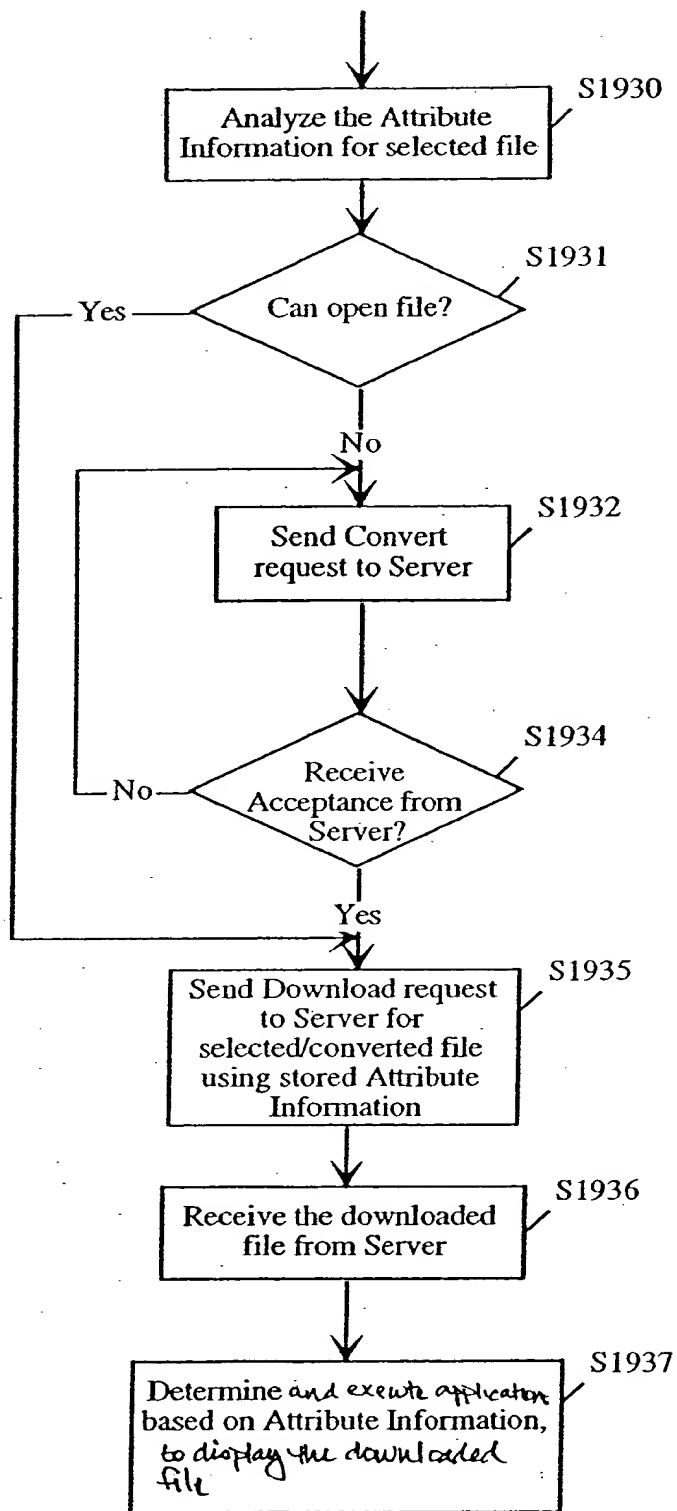 S1930
Analyze the Attribute
Information for selected file
S1931
Can open file?
Yes
No
S1932
Send Convert
request to Server
S1934
Receive
Acceptance from
Server?
No
Yes
S1935
Send Download request
to Server for
selected/converted file
using stored Attribute
Information
S1936
Receive the downloaded
file from Server
S1937
Determine and execute application
based on Attribute Information,
to display the downloaded
file